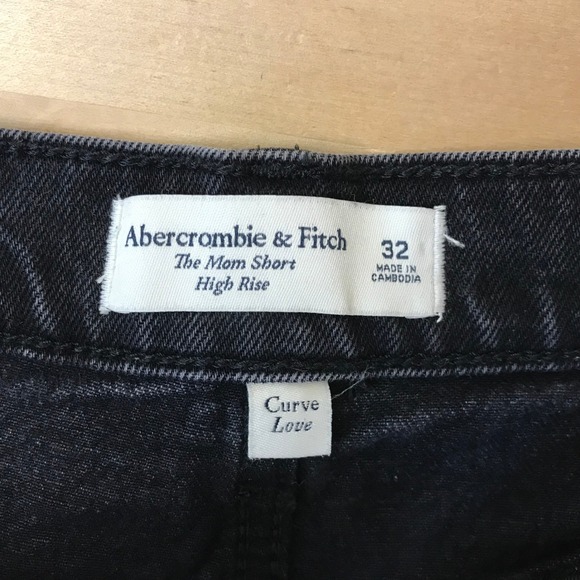 Abercrombie & Fitch
The Mom Short
High Rise
32
MADE IN
CAMBODIA
Curve
Love